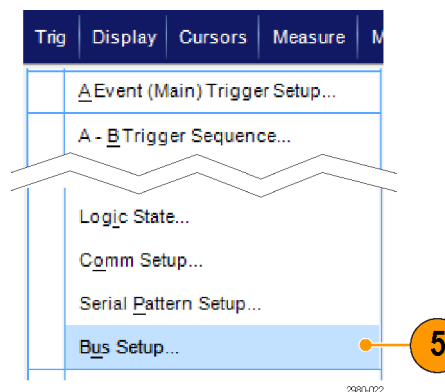 Trig Display Cursors Measure M
A Event (Main) Trigger Setup...
A - B Trigger Sequence...
Logic State...
Comm Setup...
Serial Pattern Setup...
Bus Setup...
5
2980-022